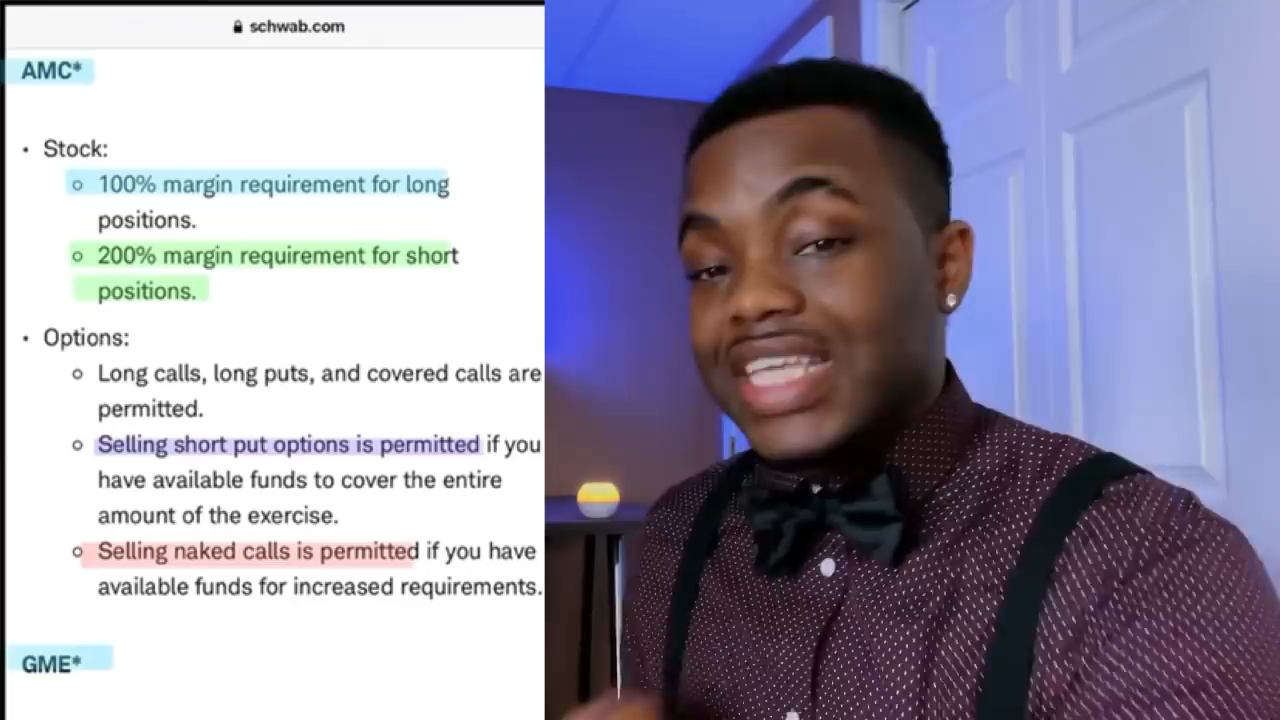 schwab.com
AMC*
• Stock:
○ 100% margin requirement for long
positions.
○ 200% margin requirement for short
positions.
• Options:
○ Long calls, long puts, and covered calls are
permitted.
○ Selling short put options is permitted if you
have available funds to cover the entire
amount of the exercise.
○ Selling naked calls is permitted if you have
available funds for increased requirements.
GME*